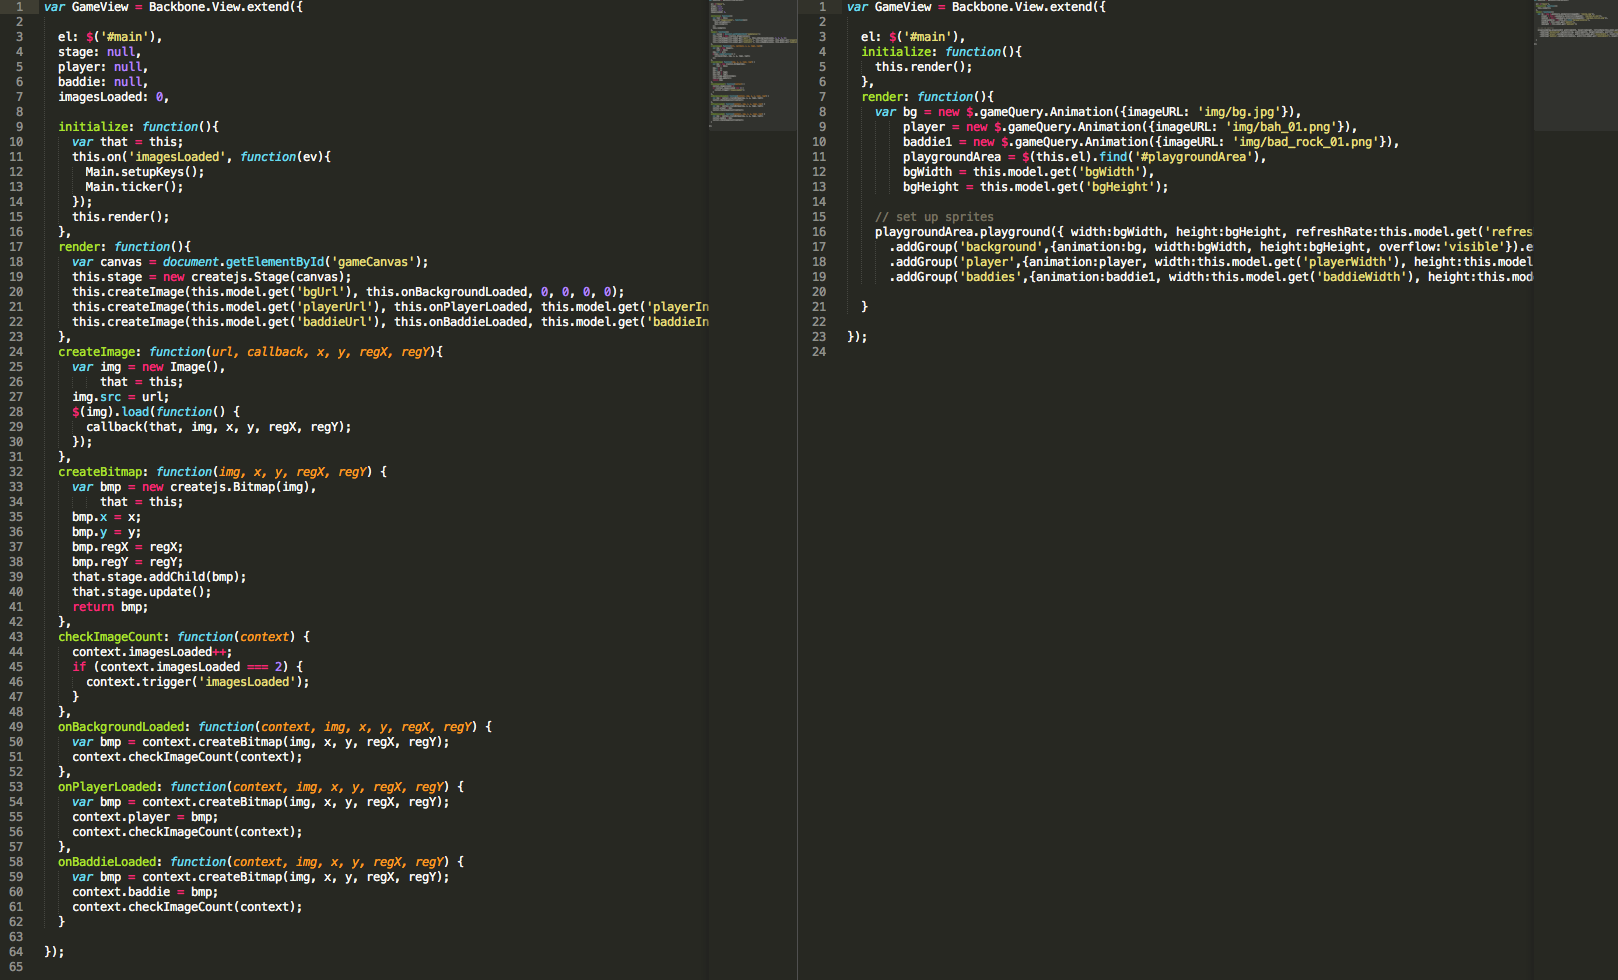 1 var GameView = Backbone.View.extend({
2
3 el: $('#main'),
4 stage: null,
5 player: null,
6 baddie: null,
7 imagesLoaded: 0,
8
9 initialize: function(){
10 var that = this;
11 this.on('imagesLoaded', function(ev){
12 Main.setupKeys();
13 Main.ticker();
14 });
15 this.render();
16 },
17 render: function(){
18 var canvas = document.getElementById('gameCanvas');
19 this.stage = new createjs.Stage(canvas);
20 this.createImage(this.model.get('bgUrl'), this.onBackgroundLoaded, 0, 0, 0, 0);
21 this.createImage(this.model.get('playerUrl'), this.onPlayerLoaded, this.model.get('playerIn
22 this.createImage(this.model.get('baddieUrl'), this.onBaddieLoaded, this.model.get('baddieIn
23 },
24 createImage: function(url, callback, x, y, regX, regY){
25 var img = new Image(),
26 that = this;
27 img.src = url;
28 $(img).load(function() {
29 callback(that, img, x, y, regX, regY);
30 });
31 },
32 createBitmap: function(img, x, y, regX, regY) {
33 var bmp = new createjs.Bitmap(img),
34 that = this;
35 bmp.x = x;
36 bmp.y = y;
37 bmp.regX = regX;
38 bmp.regY = regY;
39 that.stage.addChild(bmp);
40 that.stage.update();
41 return bmp;
42 },
43 checkImageCount: function(context) {
44 context.imagesLoaded++;
45 if (context.imagesLoaded === 2) {
46 context.trigger('imagesLoaded');
47 }
48 },
49 onBackgroundLoaded: function(context, img, x, y, regX, regY) {
50 var bmp = context.createBitmap(img, x, y, regX, regY);
51 context.checkImageCount(context);
52 },
53 onPlayerLoaded: function(context, img, x, y, regX, regY) {
54 var bmp = context.createBitmap(img, x, y, regX, regY);
55 context.player = bmp;
56 context.checkImageCount(context);
57 },
58 onBaddieLoaded: function(context, img, x, y, regX, regY) {
59 var bmp = context.createBitmap(img, x, y, regX, regY);
60 context.baddie = bmp;
61 context.checkImageCount(context);
62 }
63
64 });
65
1 var GameView = Backbone.View.extend({
2
3 el: $('#main'),
4 initialize: function(){
5 this.render();
6 },
7 render: function(){
8 var bg = new $.gameQuery.Animation({imageURL: 'img/bg.jpg'}),
9 player = new $.gameQuery.Animation({imageURL: 'img/bah_01.png'}),
10 baddie1 = new $.gameQuery.Animation({imageURL: 'img/bad_rock_01.png'}),
11 playgroundArea = $(this.el).find('#playgroundArea'),
12 bgWidth = this.model.get('bgWidth'),
13 bgHeight = this.model.get('bgHeight');
14
15 // set up sprites
16 playgroundArea.playground({ width:bgWidth, height:bgHeight, refreshRate:this.model.get('refres
17 .addGroup('background',{animation:bg, width:bgWidth, height:bgHeight, overflow:'visible'}).e
18 .addGroup('player',{animation:player, width:this.model.get('playerWidth'), height:this.model
19 .addGroup('baddies',{animation:baddie1, width:this.model.get('baddieWidth'), height:this.mod
20
21 }
22
23 });
24